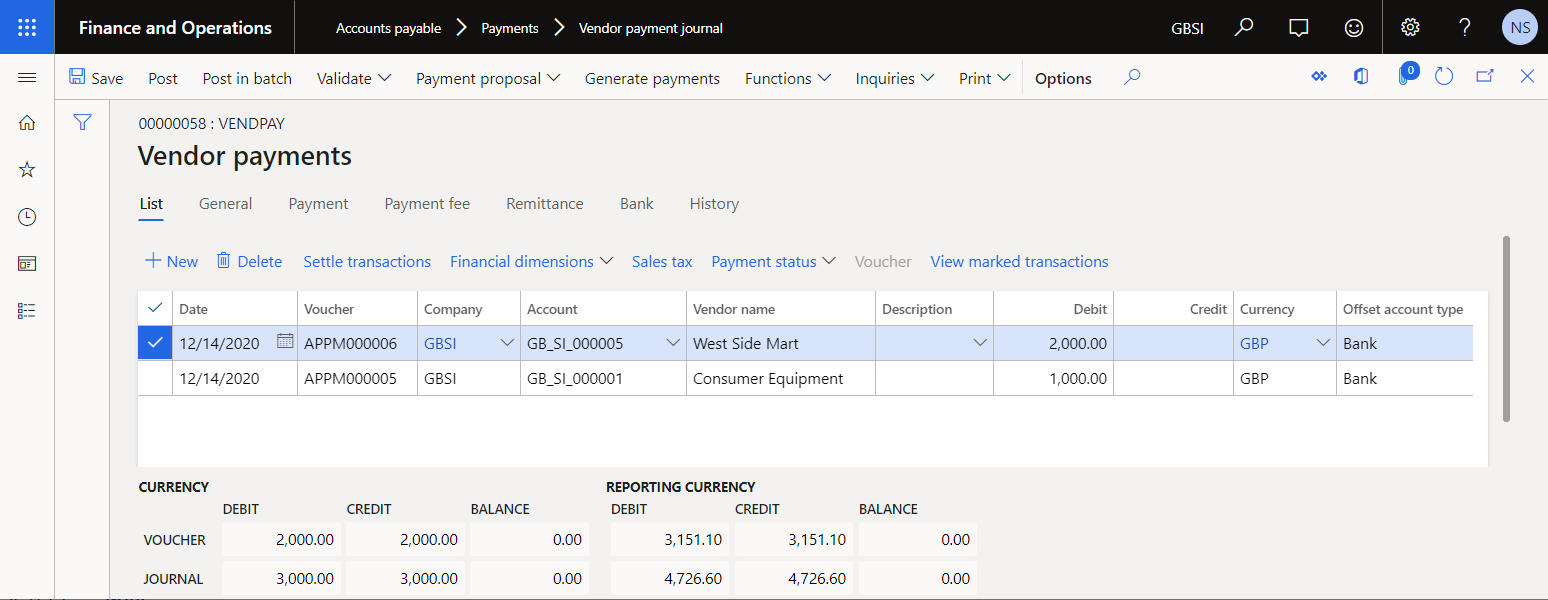 Finance and Operations Accounts payable Payments Vendor payment journal GBSI ? NS
Save Post Post in batch Validate Payment proposal Generate payments Functions Inquiries Print Options 0
00000058 : VENDPAY
Vendor payments
List General Payment Payment fee Remittance Bank History
New Delete Settle transactions Financial dimensions Sales tax Payment status Voucher View marked transactions
Date Voucher Company Account Vendor name Description Debit Credit Currency Offset account type
12/14/2020 APPM000006 GBSI GB_SI_000005 West Side Mart 2,000.00 GBP Bank
12/14/2020 APPM000005 GBSI GB_SI_000001 Consumer Equipment 1,000.00 GBP Bank
CURRENCY REPORTING CURRENCY
DEBIT CREDIT BALANCE DEBIT CREDIT BALANCE
VOUCHER 2,000.00 2,000.00 0.00 3,151.10 3,151.10 0.00
JOURNAL 3,000.00 3,000.00 0.00 4,726.60 4,726.60 0.00